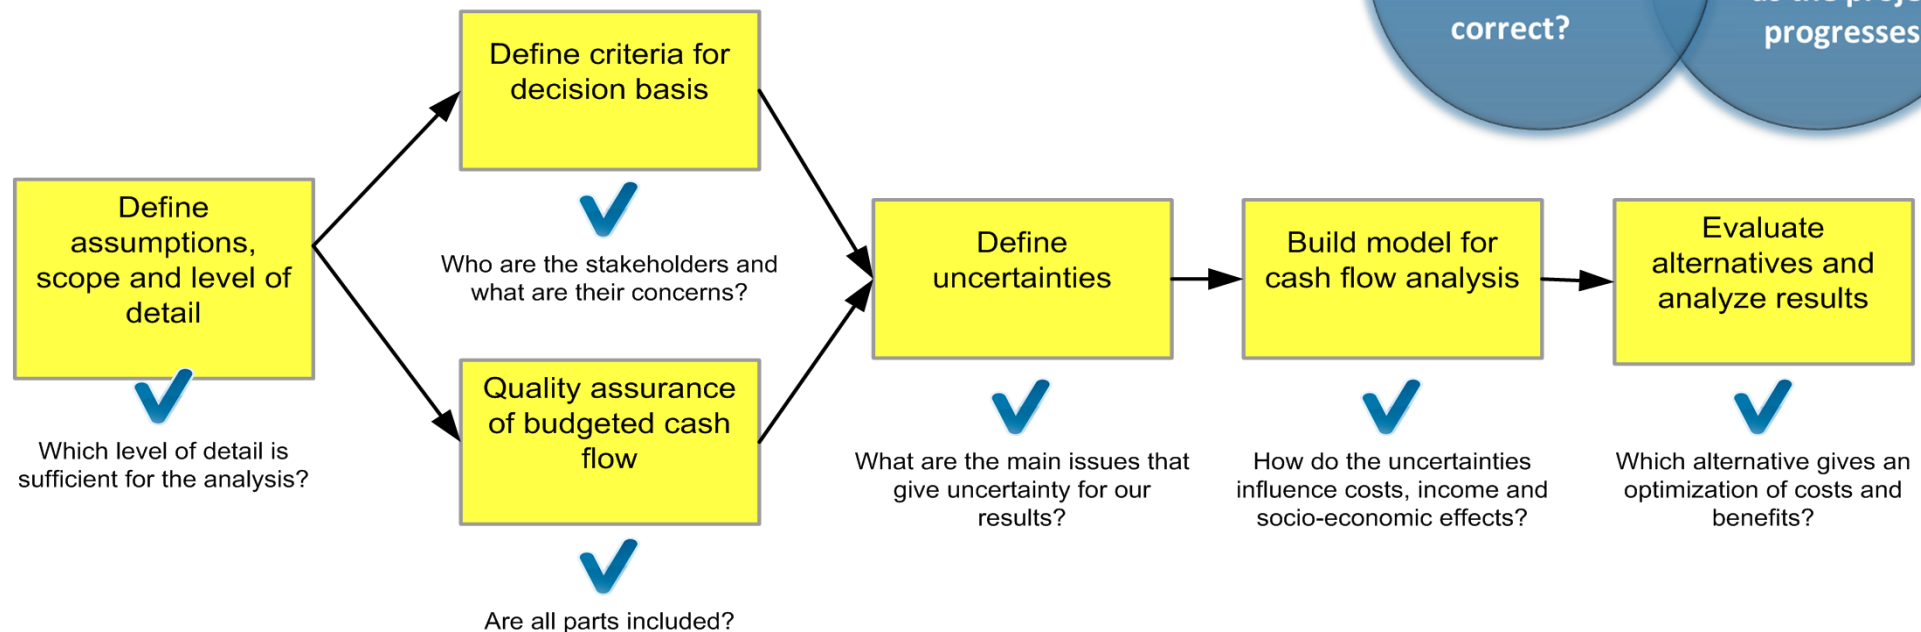 correct?
progresses
Define criteria for
decision basis
Who are the stakeholders and
what are their concerns?
Define
assumptions,
scope and level of
detail
Which level of detail is
sufficient for the analysis?
Quality assurance
of budgeted cash
flow
Are all parts included?
Define
uncertainties
What are the main issues that
give uncertainty for our
results?
Build model for
cash flow analysis
How do the uncertainties
influence costs, income and
socio-economic effects?
Evaluate
alternatives and
analyze results
Which alternative gives an
optimization of costs and
benefits?